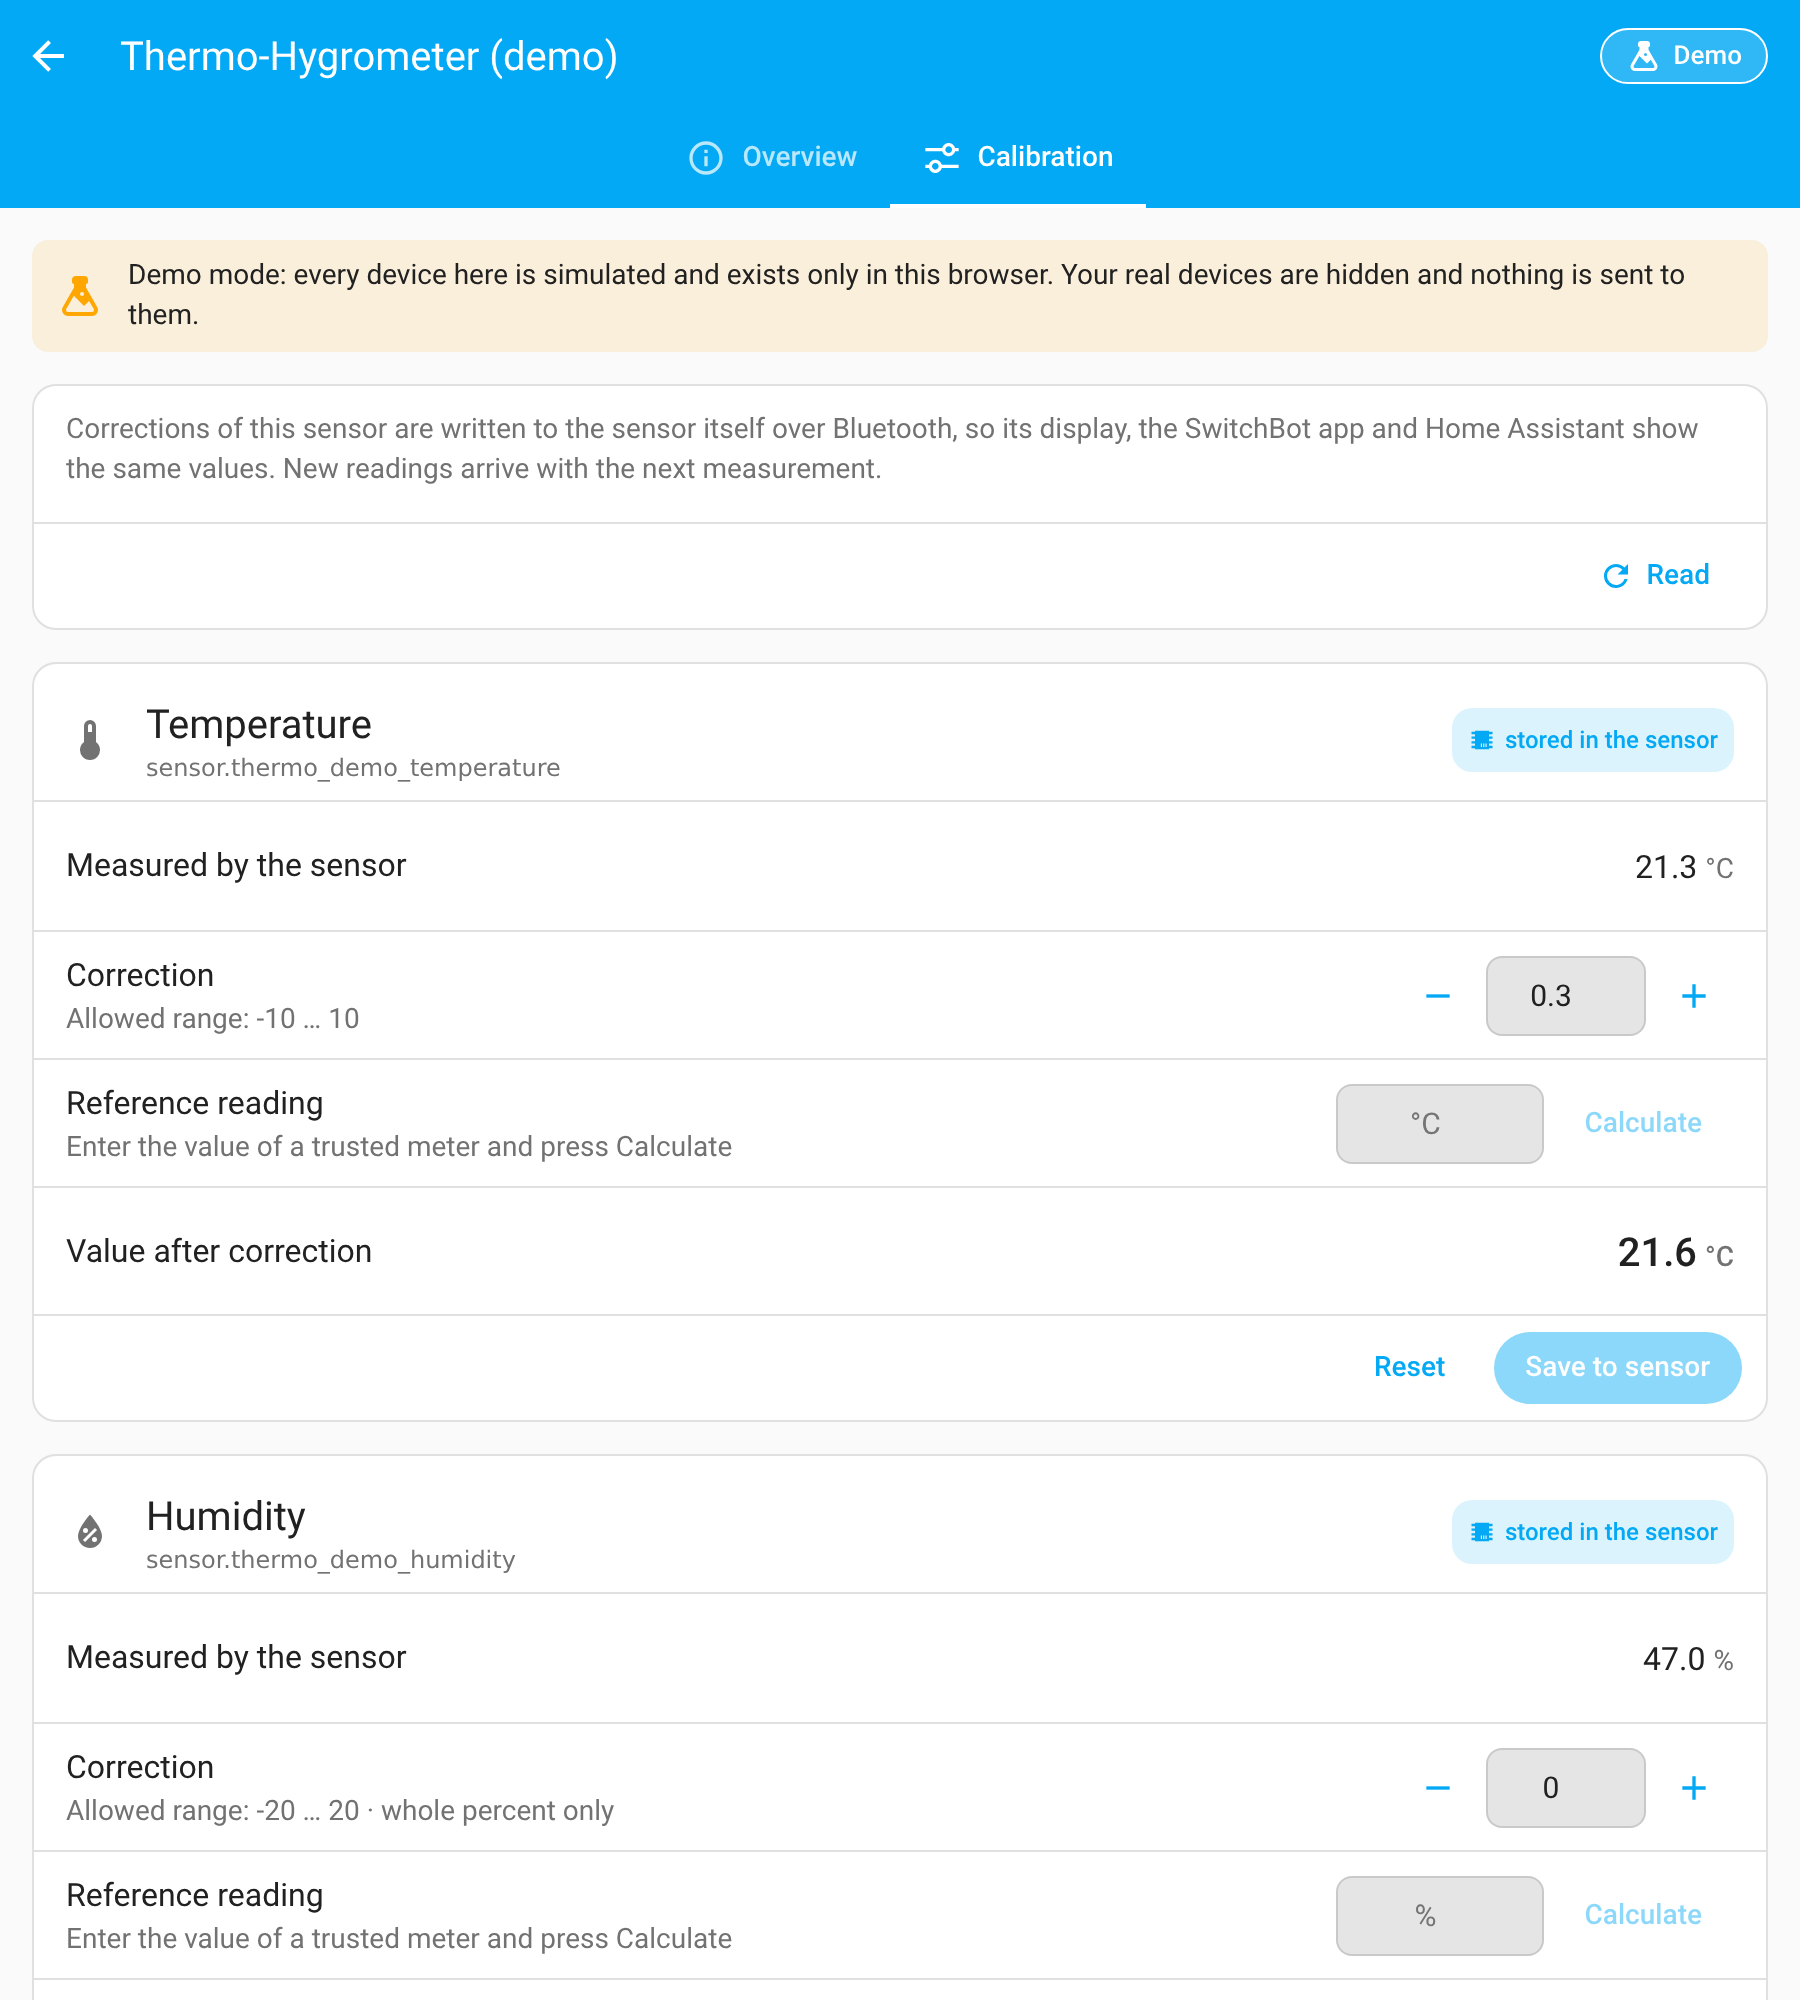 Thermo-Hygrometer (demo)
Demo
Overview
Calibration
Demo mode: every device here is simulated and exists only in this browser. Your real devices are hidden and nothing is sent to
them.
Corrections of this sensor are written to the sensor itself over Bluetooth, so its display, the SwitchBot app and Home Assistant show
the same values. New readings arrive with the next measurement.
Read
Temperature
sensor.thermo_demo_temperature
stored in the sensor
Measured by the sensor
21.3 °C
Correction
Allowed range: -10 ... 10
0.3
Reference reading
Enter the value of a trusted meter and press Calculate
°C
Calculate
Value after correction
21.6 °C
Reset
Save to sensor
Humidity
sensor.thermo_demo_humidity
stored in the sensor
Measured by the sensor
47.0 %
Correction
Allowed range: -20 ... 20 · whole percent only
0
Reference reading
Enter the value of a trusted meter and press Calculate
%
Calculate